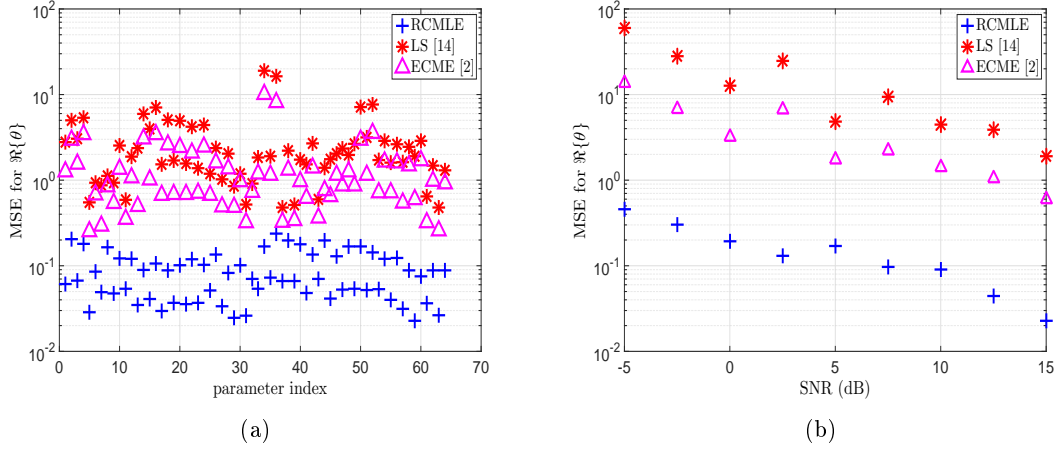 MSE for ℜ{θ}
10^2
10^1
10^0
10^-1
10^-2
0 10 20 30 40 50 60 70
parameter index
RCMLE
LS [14]
ECME [2]
(a)
MSE for ℜ{θ}
10^2
10^1
10^0
10^-1
10^-2
-5 0 5 10 15
SNR (dB)
RCMLE
LS [14]
ECME [2]
(b)